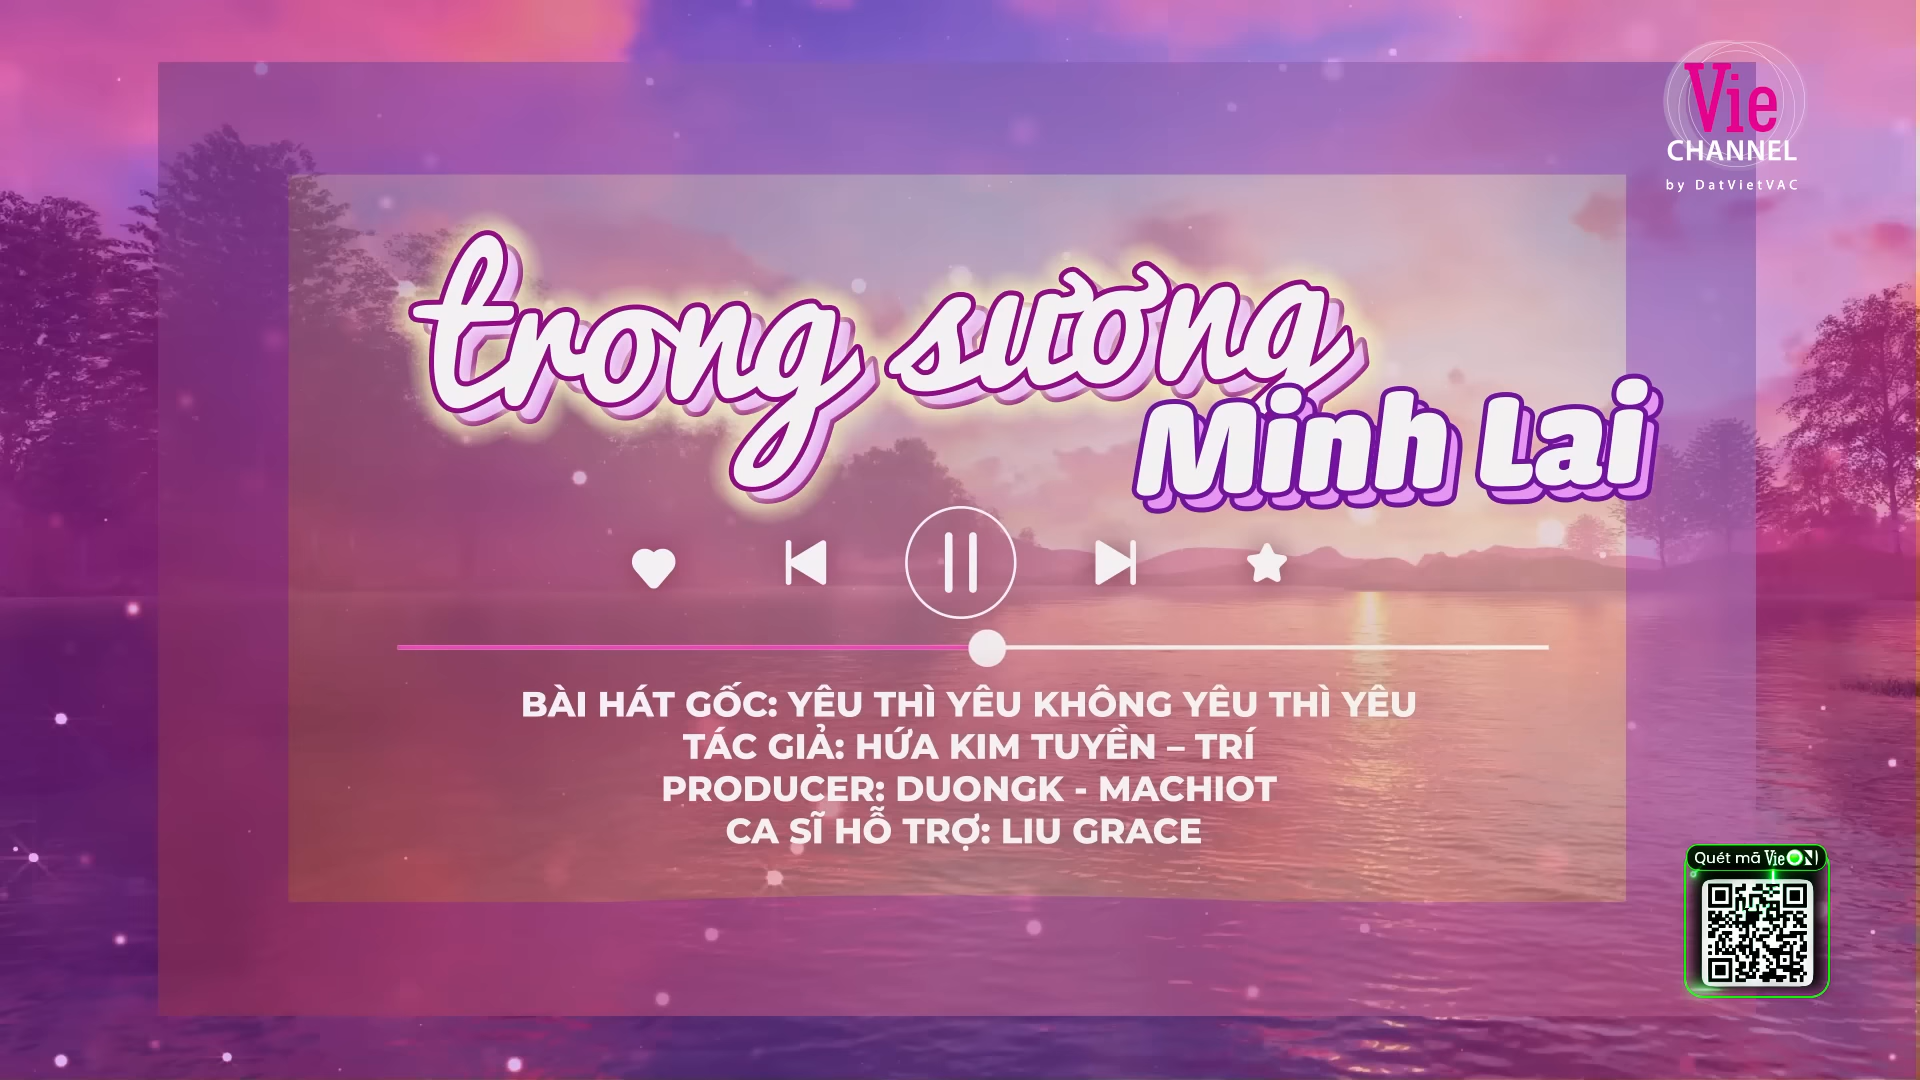 Vie
CHANNEL
by DatVietVAC
trong sương
Minh Lai
BÀI HÁT GỐC: YÊU THÌ YÊU KHÔNG YÊU THÌ YÊU
TÁC GIẢ: HỨA KIM TUYỀN – TRÍ
PRODUCER: DUONGK - MACHIOT
CA SĨ HỖ TRỢ: LIU GRACE
Quét mã VieON